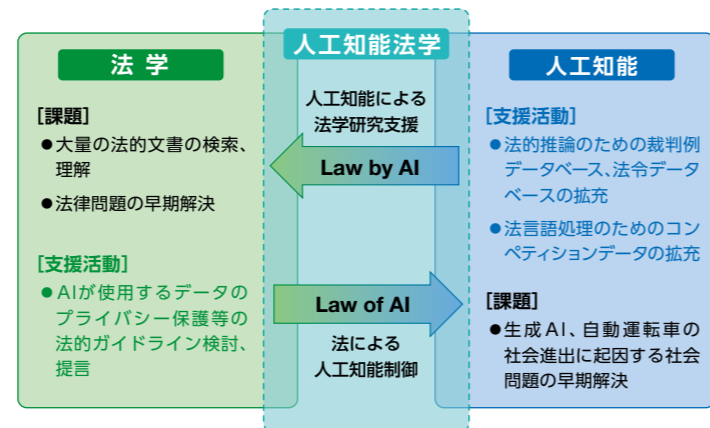 法学
[課題]
●大量の法的文書の検索、
理解
●法律問題の早期解決
[支援活動]
●AIが使用するデータの
プライバシー保護等の
法的ガイドライン検討、
提言
人工知能法学
人工知能による
法学研究支援
Law by AI
Law of AI
法による
人工知能制御
人工知能
[支援活動]
●法的推論のための裁判例
データベース、法令データ
ベースの拡充
●法言語処理のためのコン
ペティションデータの拡充
[課題]
●生成AI、自動運転車の
社会進出に起因する社会
問題の早期解決